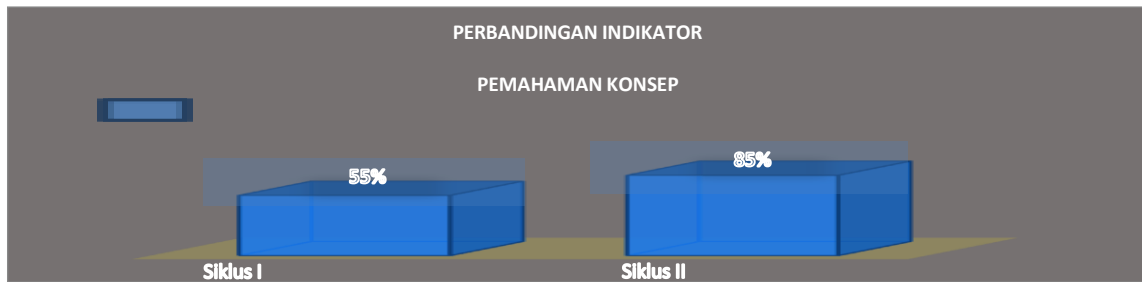 PERBANDINGAN INDIKATOR
PEMAHAMAN KONSEP
55%
85%
Siklus I
Siklus II